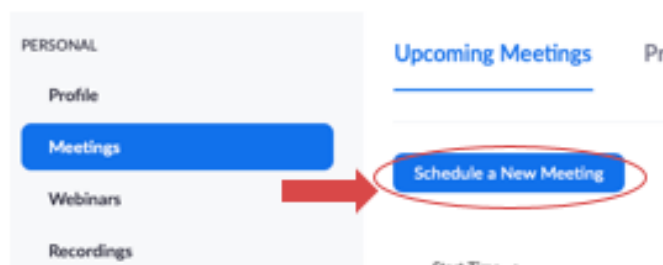 PERSONAL
Profile
Meetings
Webinars
Recordings
Upcoming Meetings
Schedule a New Meeting